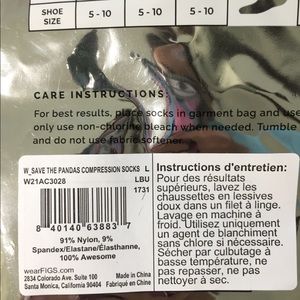 SHOE SIZE 5 - 10 5 - 10 5 - 10
CARE INSTRUCTIONS:
For best results, place socks in garment bag and
only use non-chlorine bleach when needed. Tumble
and do not use fabric softener.
W_SAVE THE PANDAS COMPRESSION SOCKS L
W21AC3028 LBU
1731
8 40140 63883 7
91% Nylon, 9%
Spandex/Elastane/Élasthanne,
100% Awesome
wearFIGS.com Made in China
2834 Colorado Ave. Suite 100 Hecho en China
Santa Monica, California 90404 Fabriqué en China
Instructions d'entretien:
Pour des résultats
supérieurs, lavez les
chaussettes en lessives
doux dans un filet à linge.
Lavage en machine à
froid. Utilisez uniquement
un agent de blanchiment
sans chlore si nécessaire.
Sécher par culbutage à
basse température, ne
pas repasser, ne pas
nettoyer à sec.